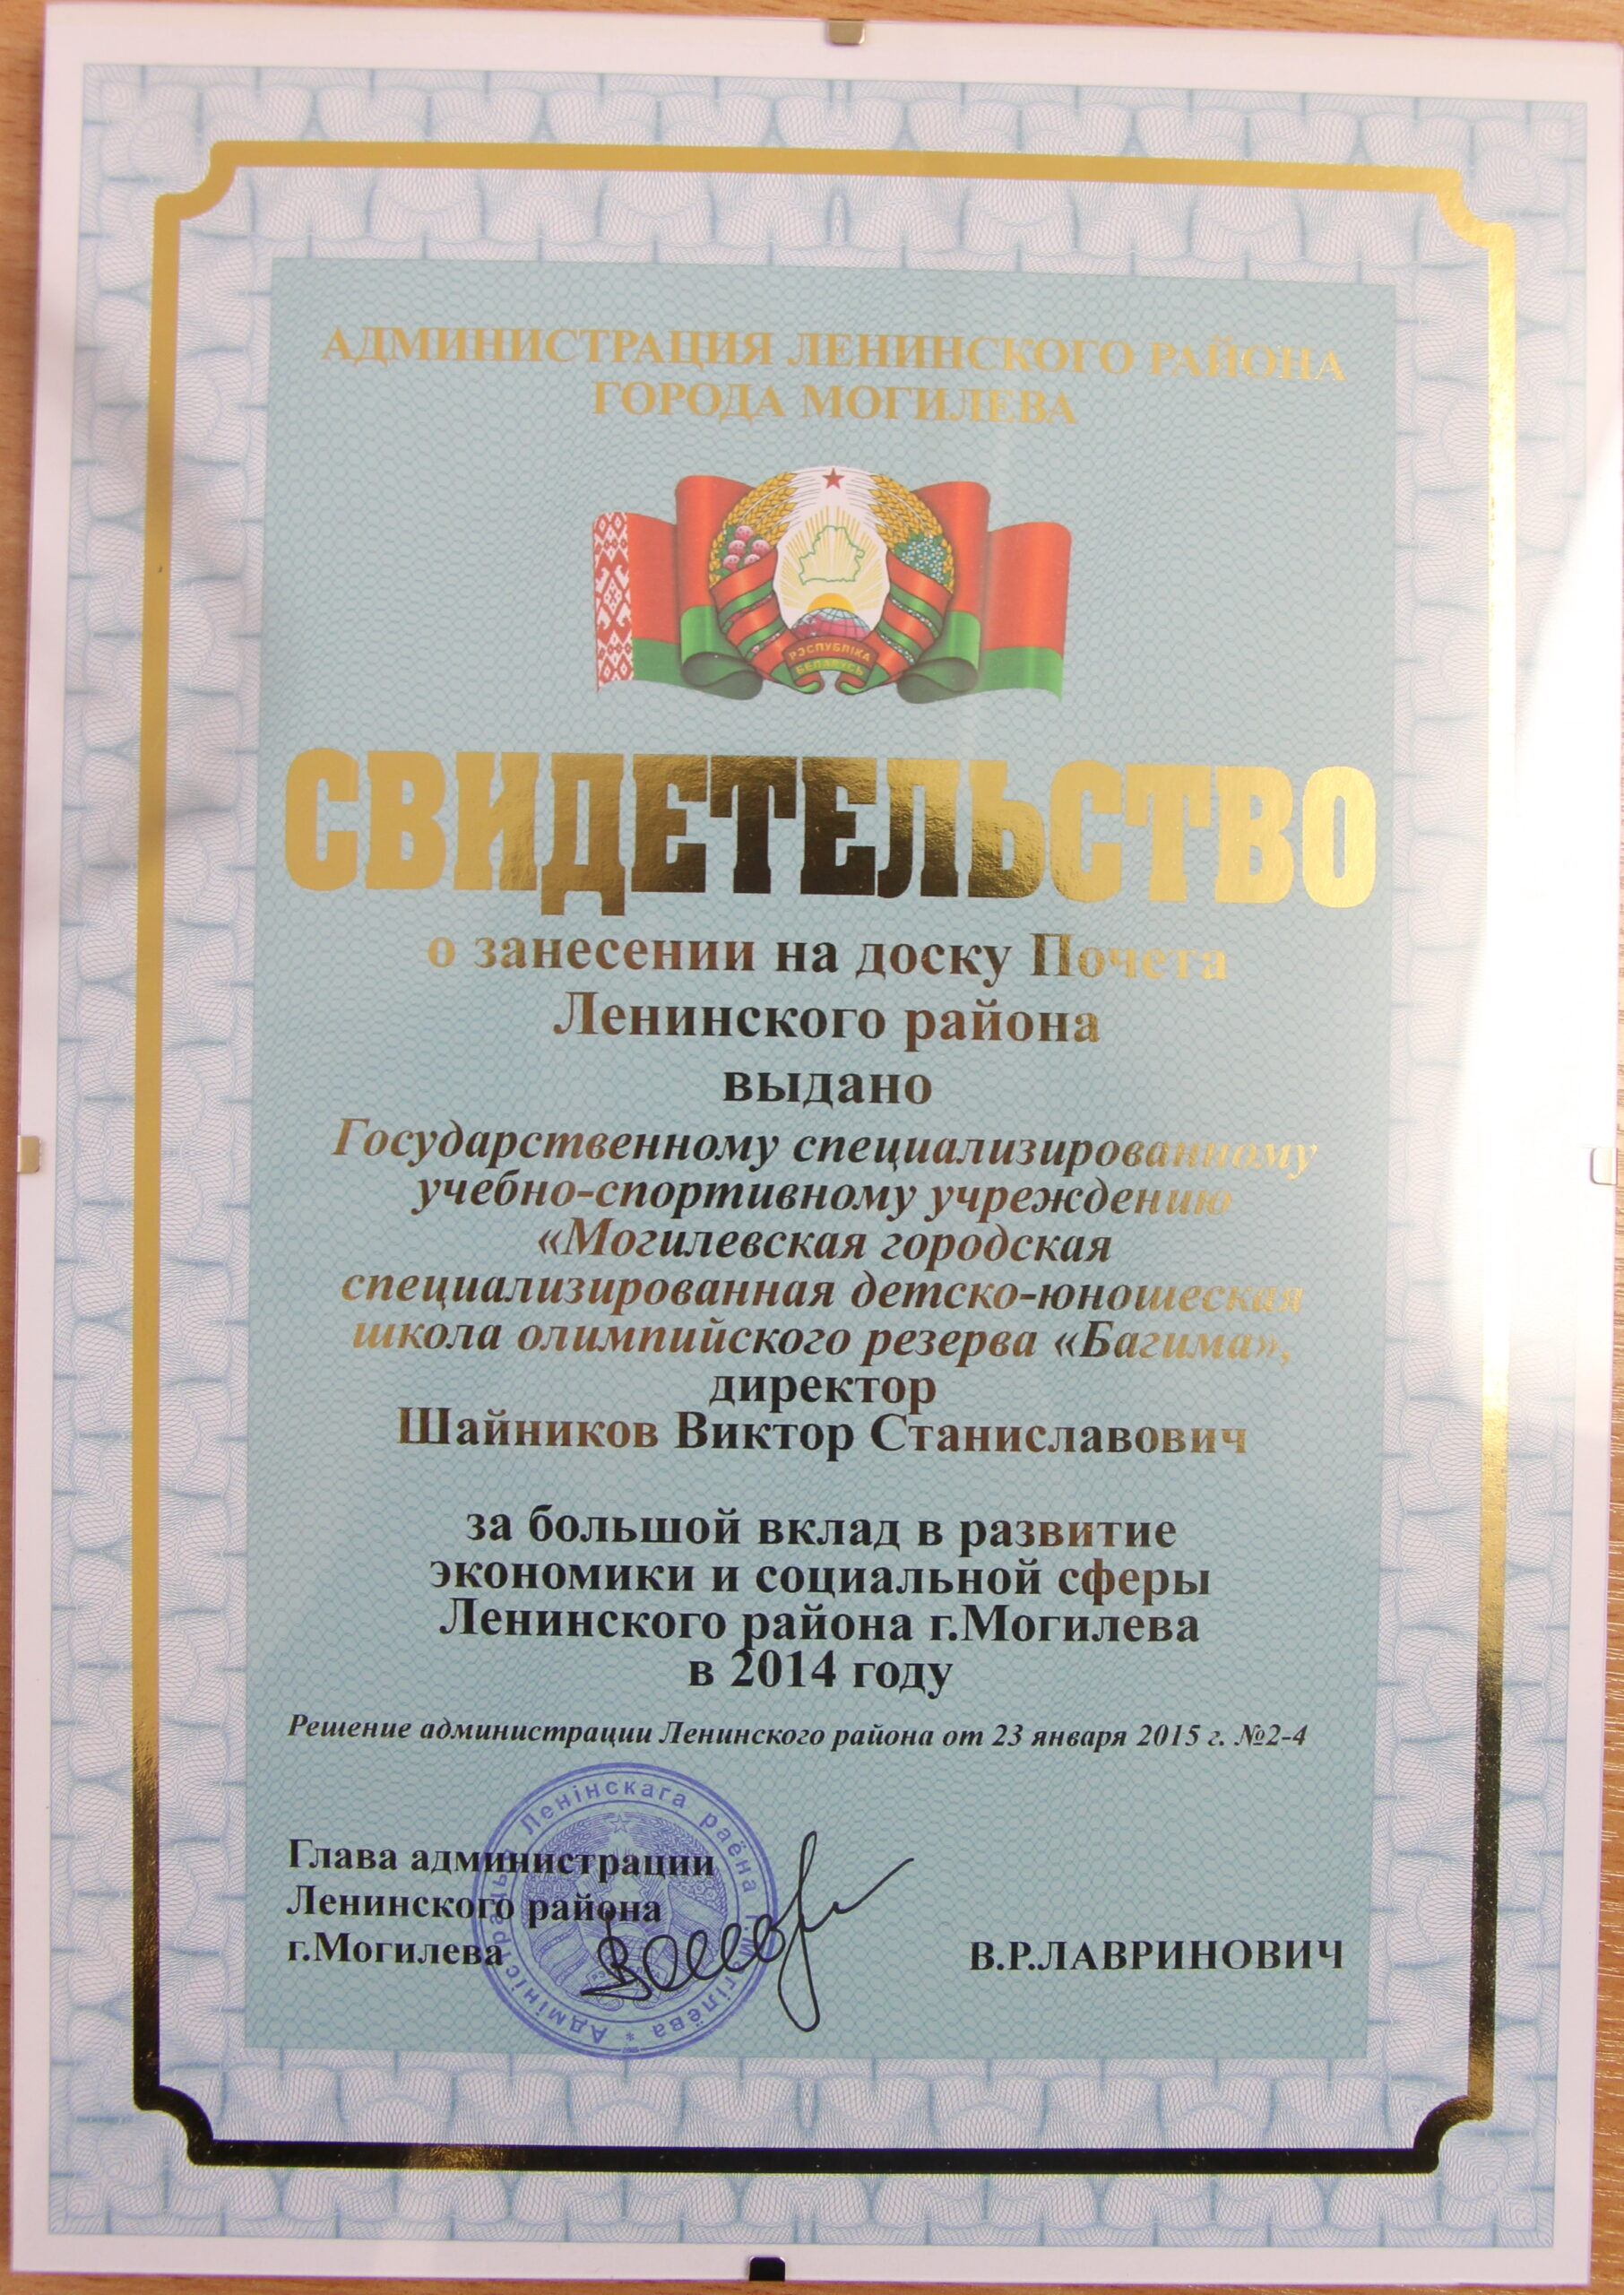 АДМИНИСТРАЦИЯ ЛЕНИНСКОГО РАЙОНА
ГОРОДА МОГИЛЕВА
РЭСПУБЛІКА
БЕЛАРУСЬ
СВИДЕТЕЛЬСТВО
о занесении на доску Почета
Ленинского района
выдано
Государственному специализированному
учебно-спортивному учреждению
«Могилевская городская
специализированная детско-юношеская
школа олимпийского резерва «Багима»,
директор
Шайников Виктор Станиславович
за большой вклад в развитие
экономики и социальной сферы
Ленинского района г.Могилева
в 2014 году
Решение администрации Ленинского района от 23 января 2015 г. №2-4
Глава администрации
Ленинского района
г.Могилева
В.Р.ЛАВРИНОВИЧ
Ленінскага раёна